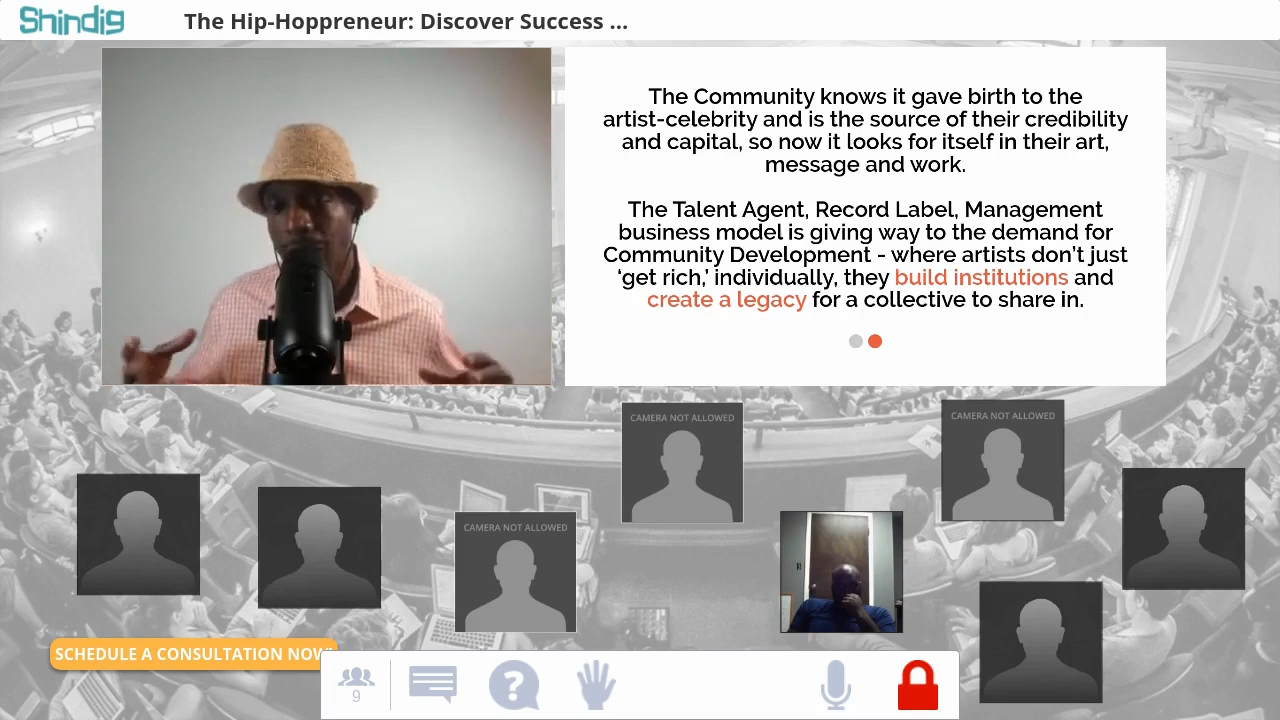 Shindig
The Hip-Hoppreneur: Discover Success ...
The Community knows it gave birth to the
artist-celebrity and is the source of their credibility
and capital, so now it looks for itself in their art,
message and work.
The Talent Agent, Record Label, Management
business model is giving way to the demand for
Community Development - where artists don't just
‘get rich,’ individually, they build institutions and
create a legacy for a collective to share in.
CAMERA NOT ALLOWED
CAMERA NOT ALLOWED
CAMERA NOT ALLOWED
SCHEDULE A CONSULTATION NOW
9
?